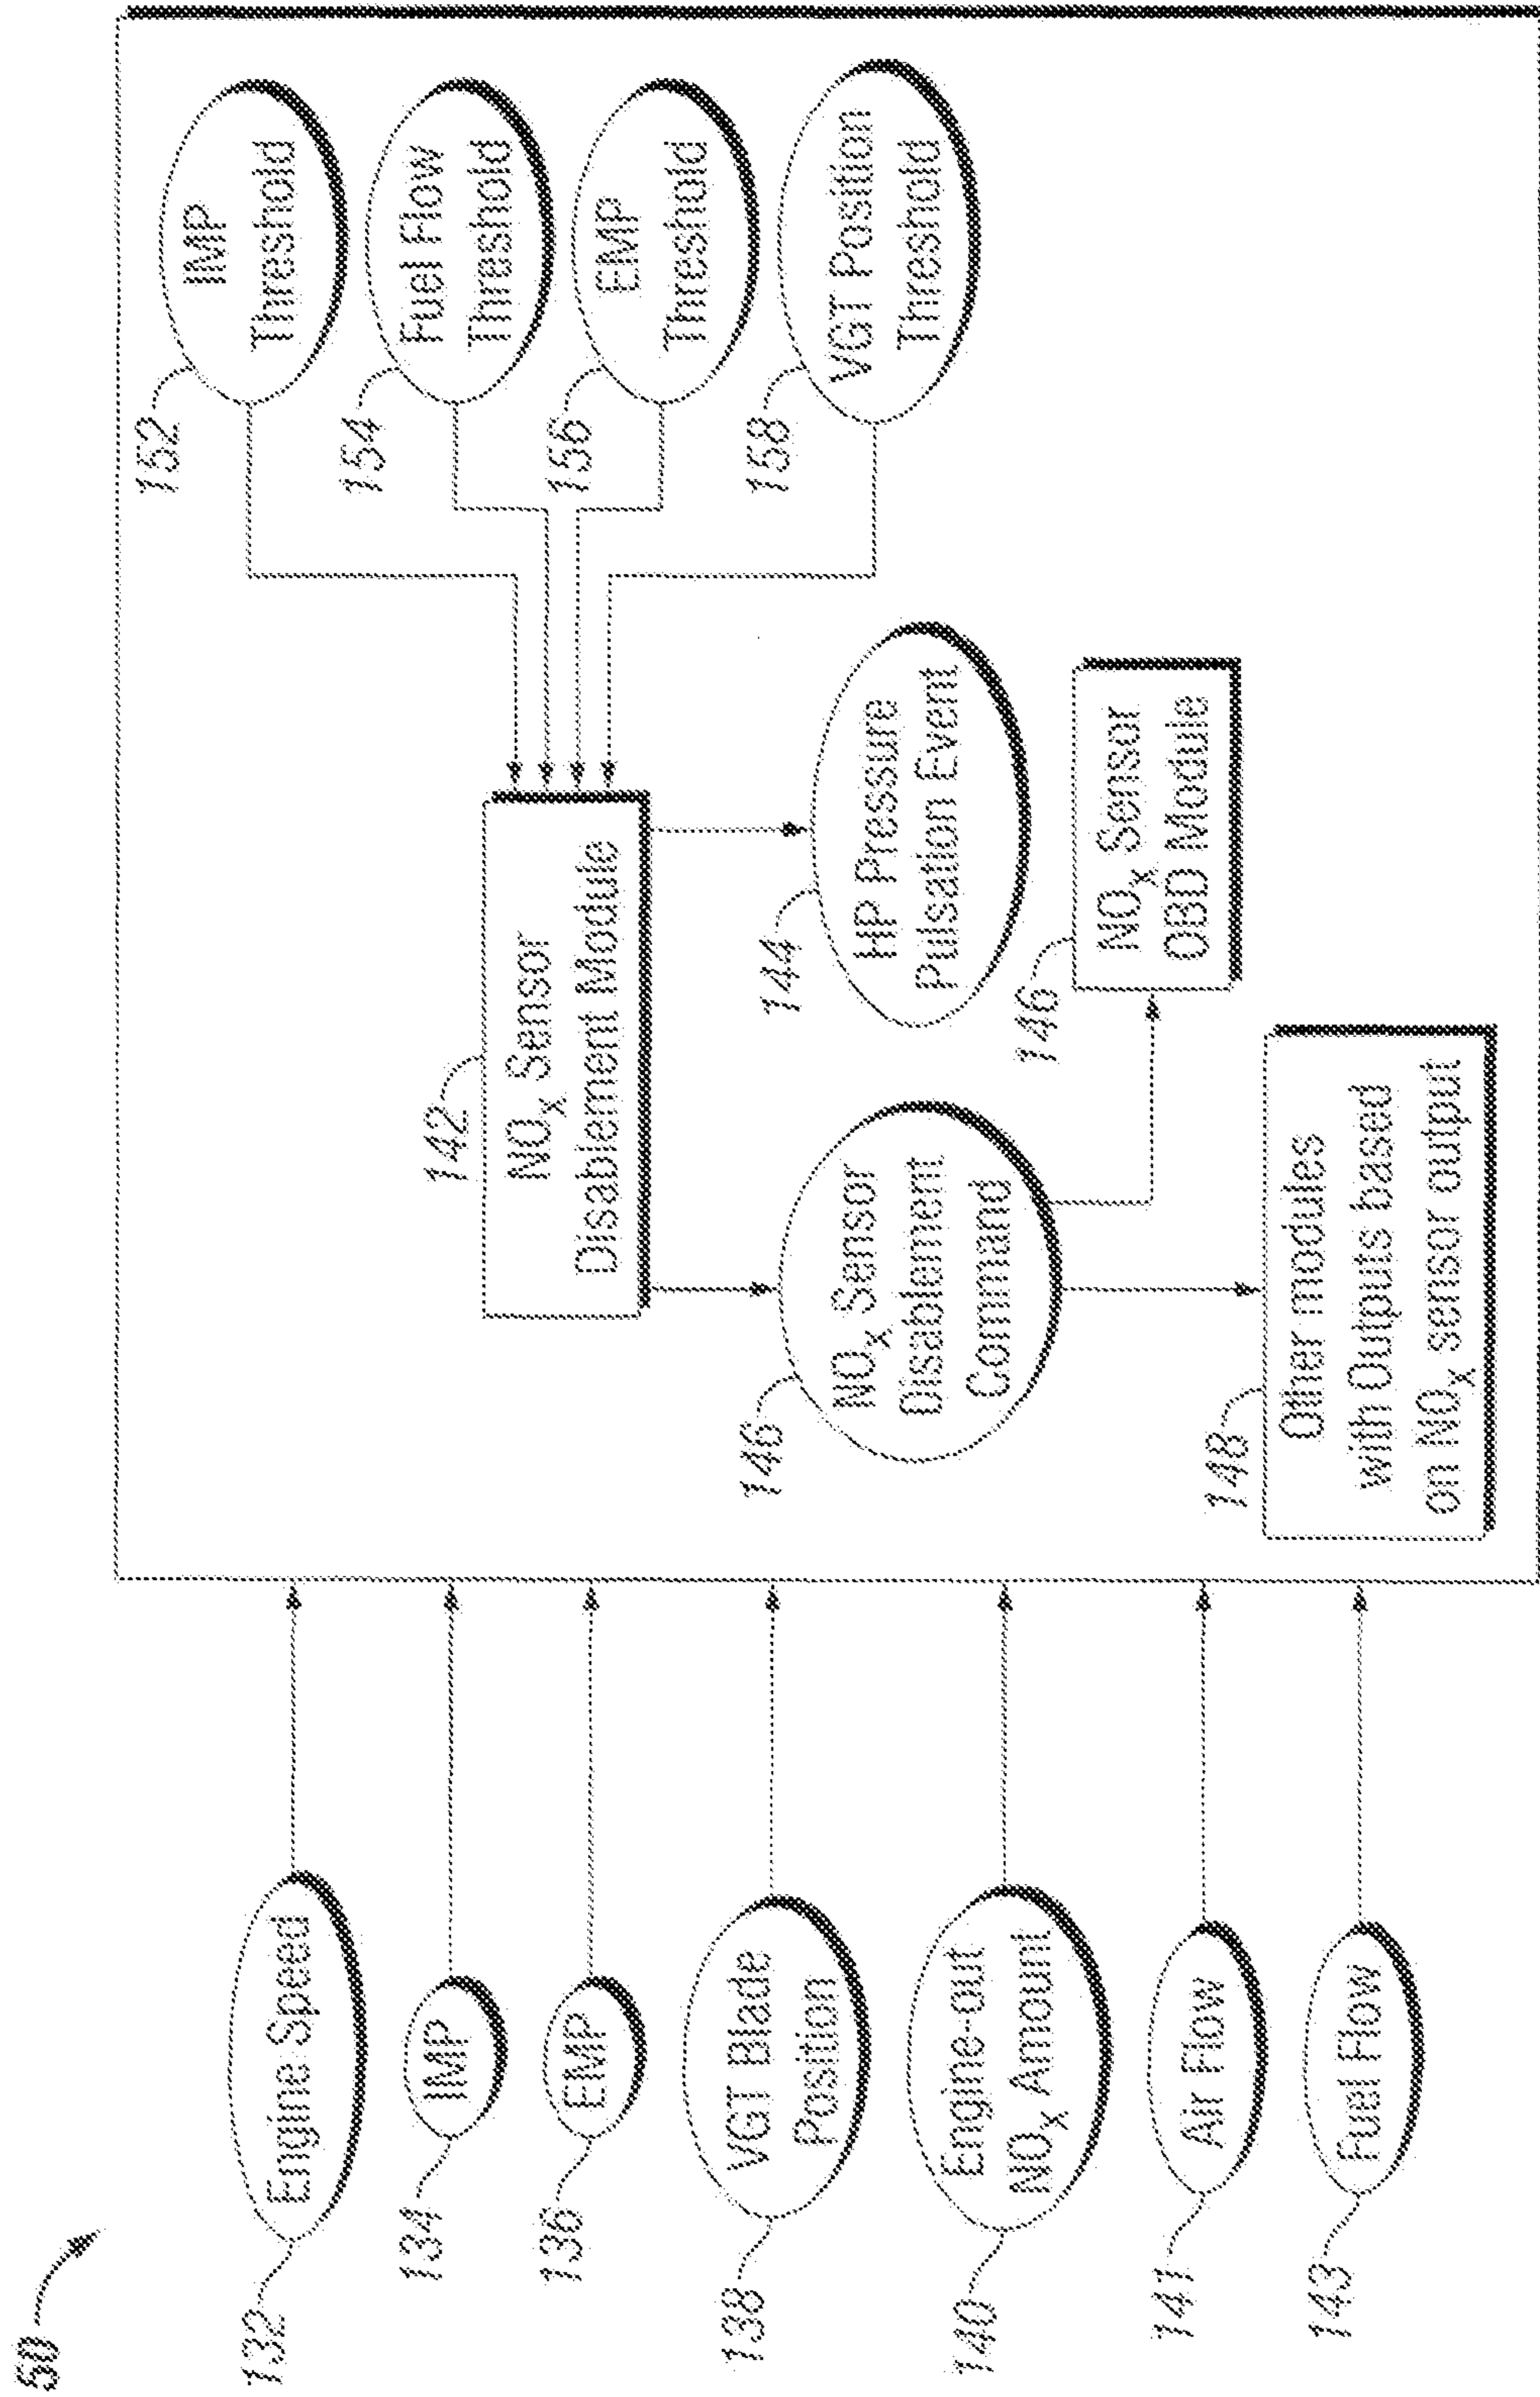 50
132
Engine Speed
134
IMP
136
EMP
138
VGT Blade
Position
140
Engine-out
NOx Amount
141
Air Flow
143
Fuel Flow
142
NOx Sensor
Disablement Module
146
NOx Sensor
Disablement
Command
144
HP Pressure
Pulsation Event
146
NOx Sensor
OBD Module
148
Other modules
with Outputs based
on NOx sensor output
152
IMP
Threshold
154
Fuel Flow
Threshold
156
EMP
Threshold
158
VGT Position
Threshold